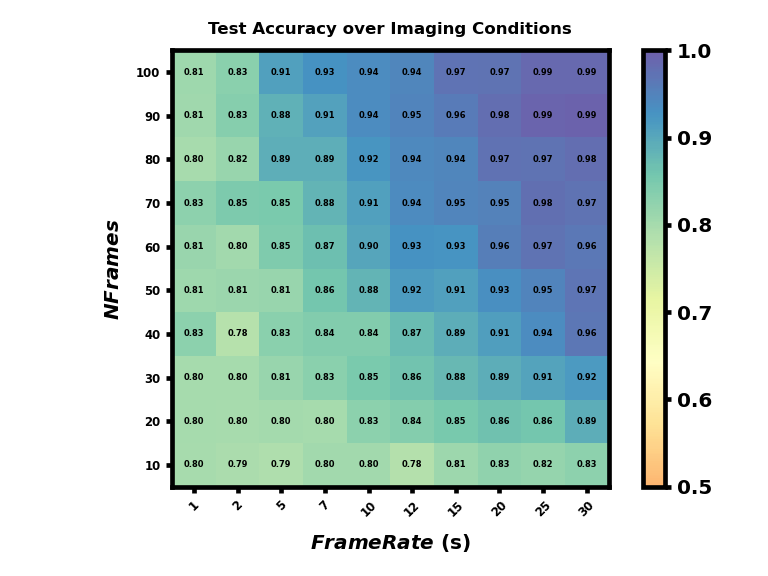 Test Accuracy over Imaging Conditions
NFrames
100 0.81 0.83 0.91 0.93 0.94 0.94 0.97 0.97 0.99 0.99
90 0.81 0.83 0.88 0.91 0.94 0.95 0.96 0.98 0.99 0.99
80 0.80 0.82 0.89 0.89 0.92 0.94 0.94 0.97 0.97 0.98
70 0.83 0.85 0.85 0.88 0.91 0.94 0.95 0.95 0.98 0.97
60 0.81 0.80 0.85 0.87 0.90 0.93 0.93 0.96 0.97 0.96
50 0.81 0.81 0.81 0.86 0.88 0.92 0.91 0.93 0.95 0.97
40 0.83 0.78 0.83 0.84 0.84 0.87 0.89 0.91 0.94 0.96
30 0.80 0.80 0.81 0.83 0.85 0.86 0.88 0.89 0.91 0.92
20 0.80 0.80 0.80 0.80 0.83 0.84 0.85 0.86 0.86 0.89
10 0.80 0.79 0.79 0.80 0.80 0.78 0.81 0.83 0.82 0.83
1 2 5 7 10 12 15 20 25 30
FrameRate (s)
1.0
0.9
0.8
0.7
0.6
0.5